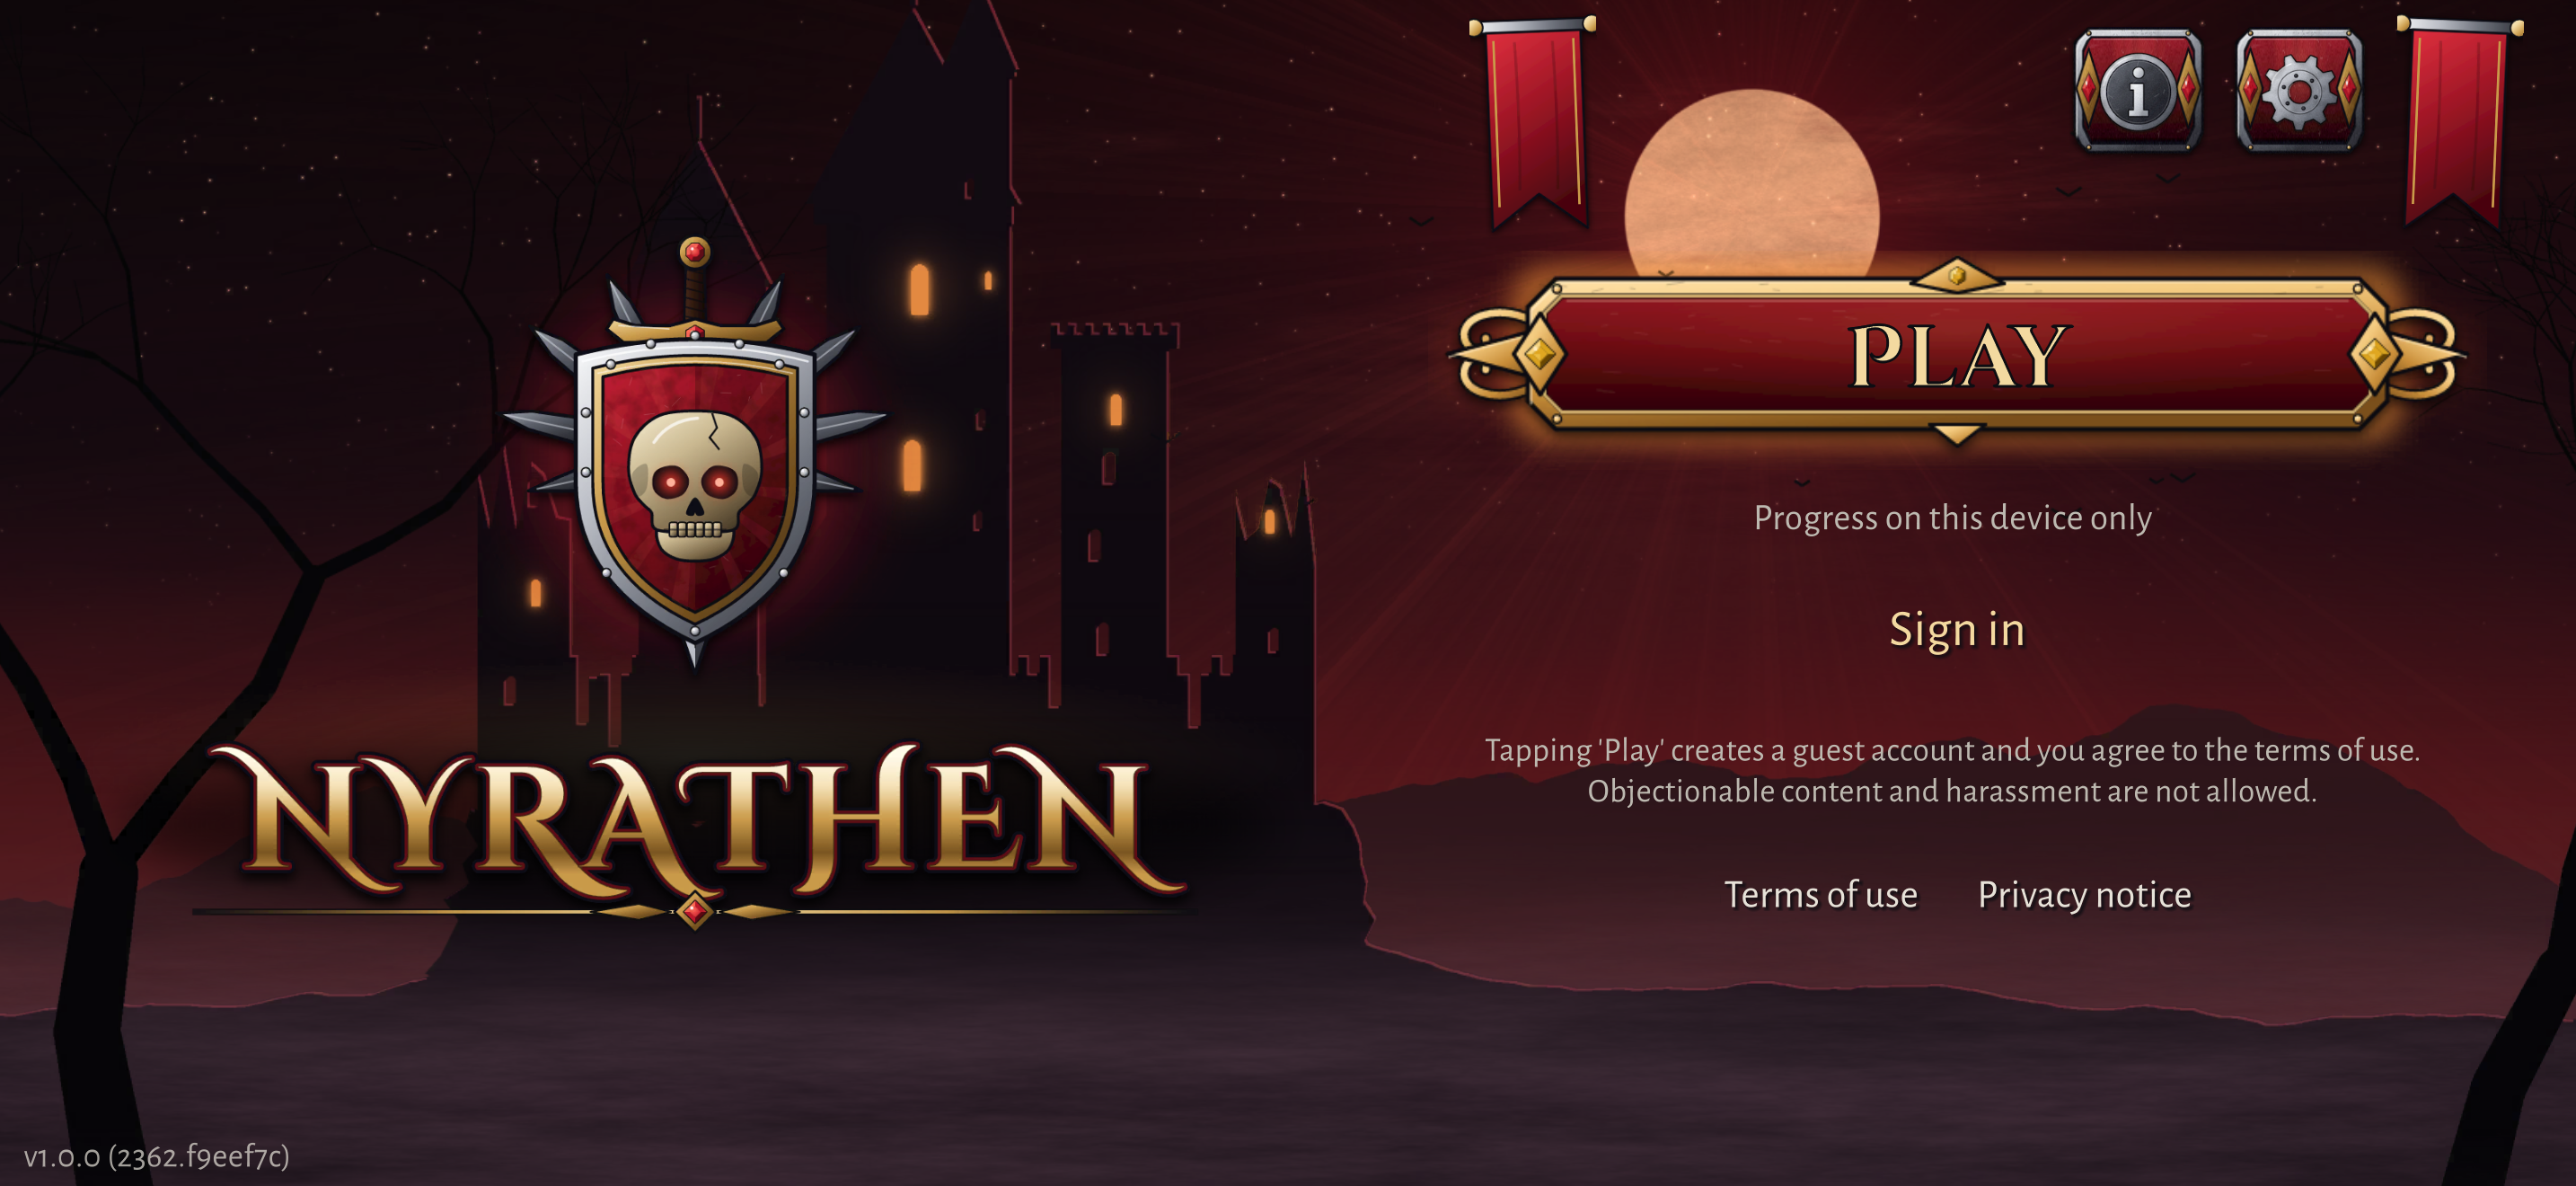 PLAY
Progress on this device only
Sign in
Tapping 'Play' creates a guest account and you agree to the terms of use.
Objectionable content and harassment are not allowed.
Terms of use Privacy notice
NYRATHEN
v1.0.0 (2362.f9eef7c)